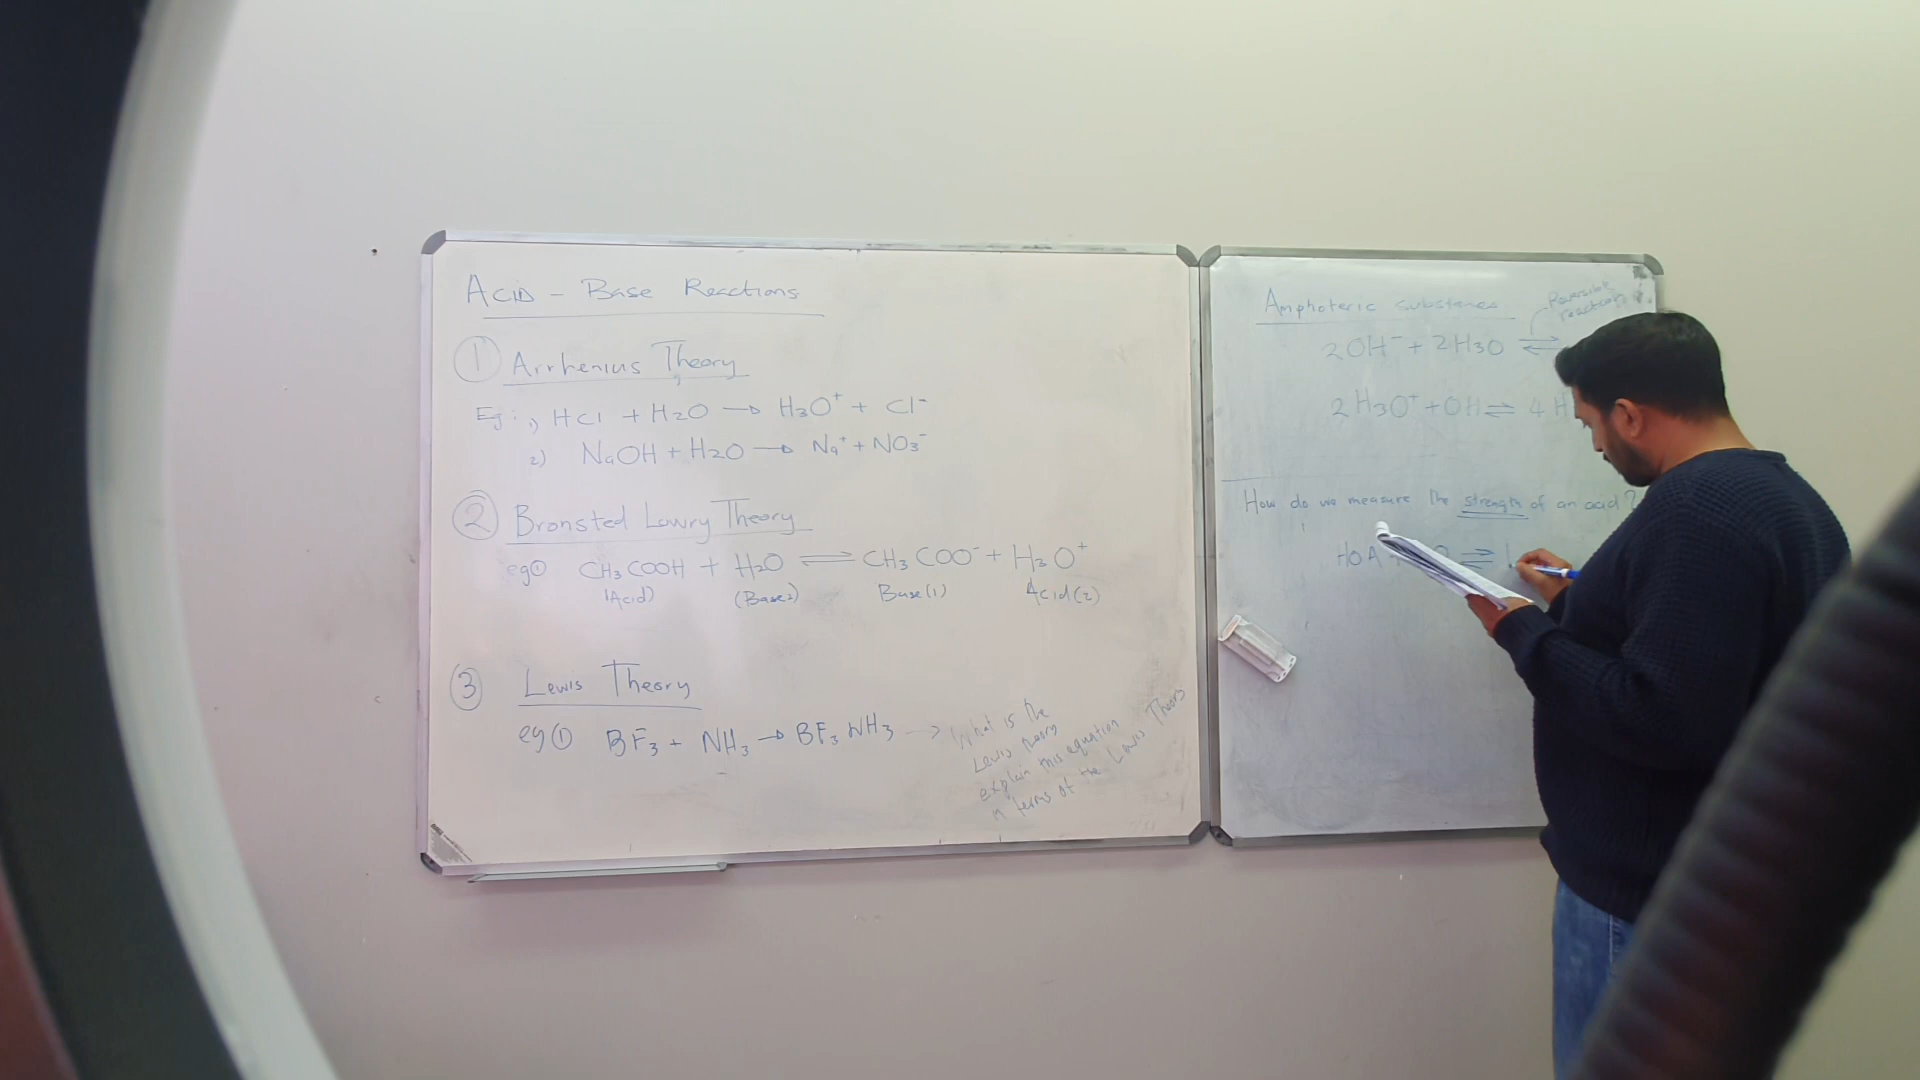 Acid - Base Reactions
① Arrhenius Theory
Eg: 1) HCl + H2O → H3O⁺ + Cl⁻
2) NaOH + H2O → Na⁺ + NO3⁻
② Bronsted Lowry Theory
eg① CH3COOH + H2O ⇌ CH3COO⁻ + H3O⁺
(Acid) (Base2) Base(1) Acid(2)
③ Lewis Theory
eg① BF3 + NH3 → BF3NH3 →
What is the
Lewis theory
explain this equation
in terms of the Lewis Theory
Amphoteric substances
Reversible
reaction
2OH⁻ + 2H3O ⇌
2H3O⁺ + OH ⇌ 4H
How do we measure the strength of an acid?
HOA ⇌